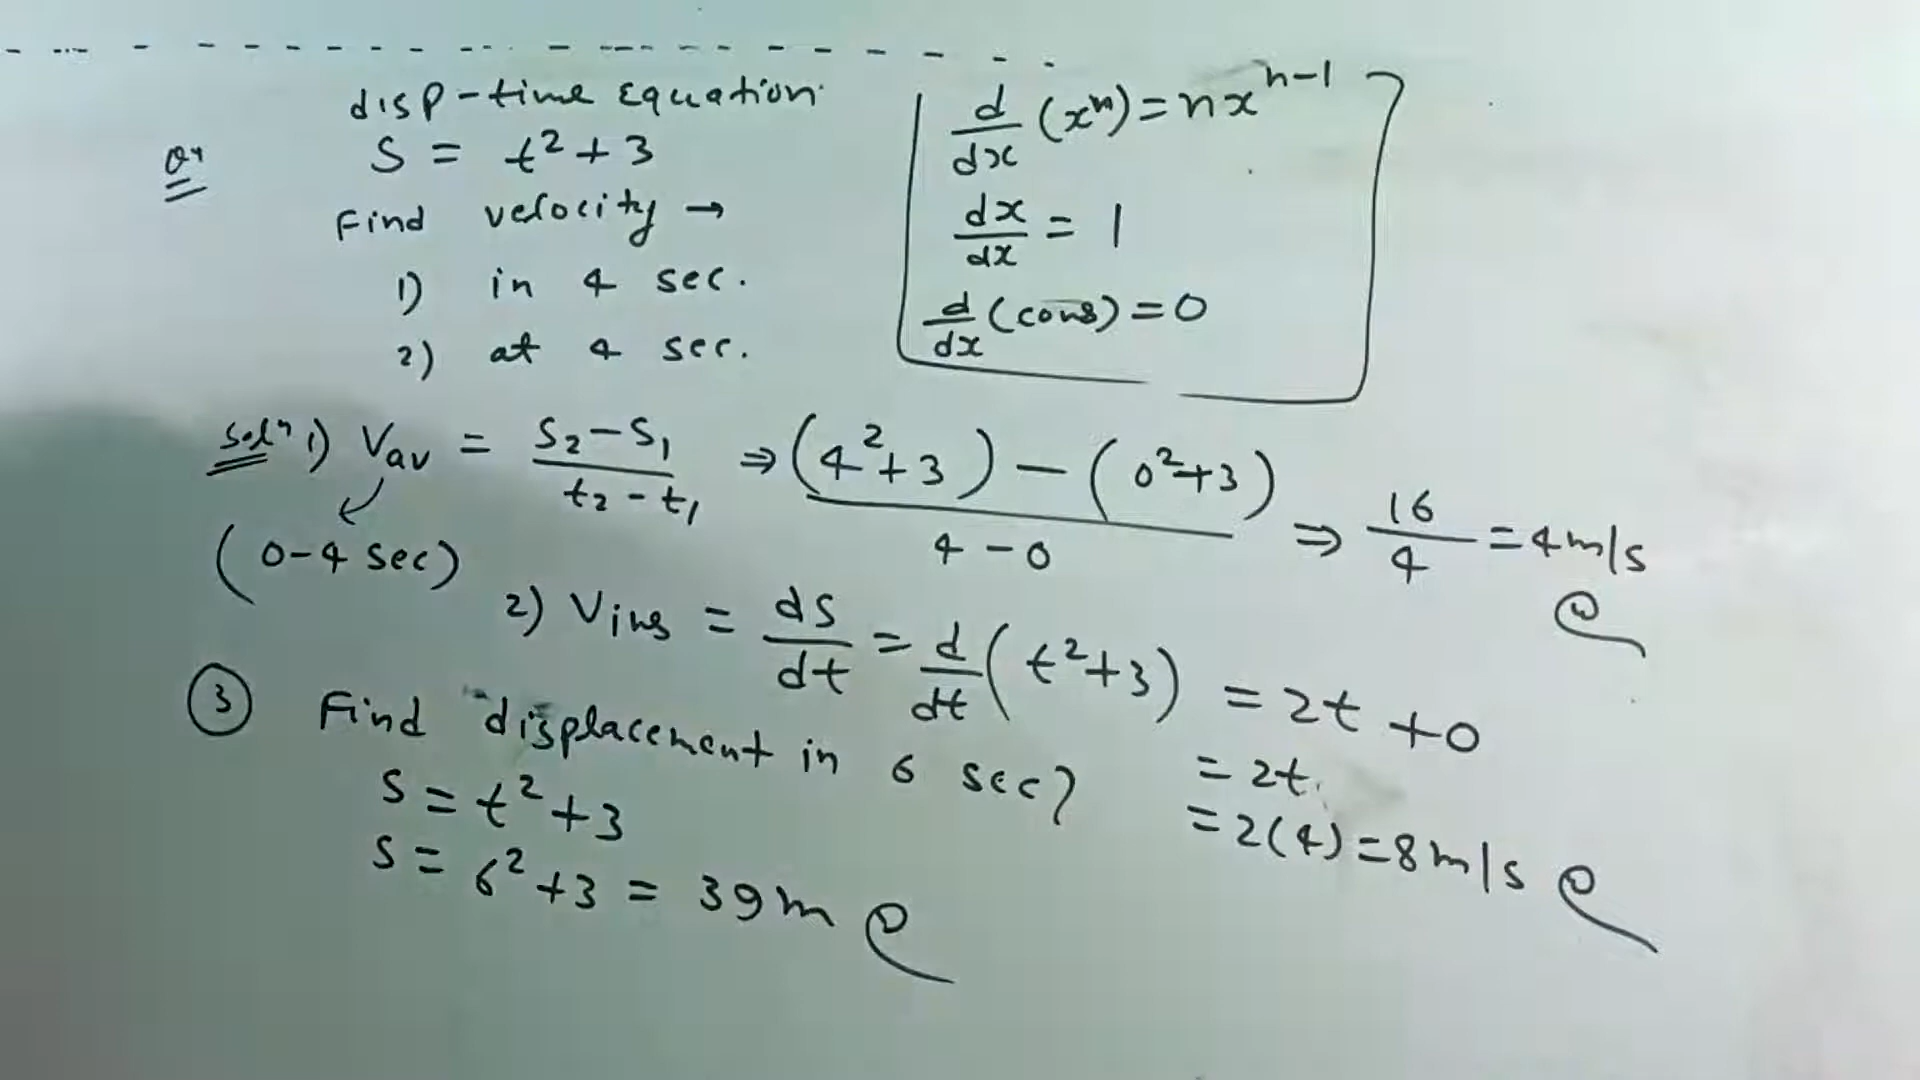 disp-time equation
Qn S = t² + 3
Find velocity →
1) in 4 sec.
2) at 4 sec.
d/dx (xⁿ) = nxⁿ⁻¹
dx/dx = 1
d/dx (cons) = 0
Solⁿ 1) Vav = (S₂-S₁)/(t₂-t₁) ⇒ ((4²+3) - (0²+3))/(4-0) ⇒ 16/4 = 4m/s
(0-4 sec)
2) Vins = ds/dt = d/dt (t²+3) = 2t + 0
= 2t
= 2(4) = 8m/s
③ Find displacement in 6 sec?
S = t² + 3
S = 6² + 3 = 39m